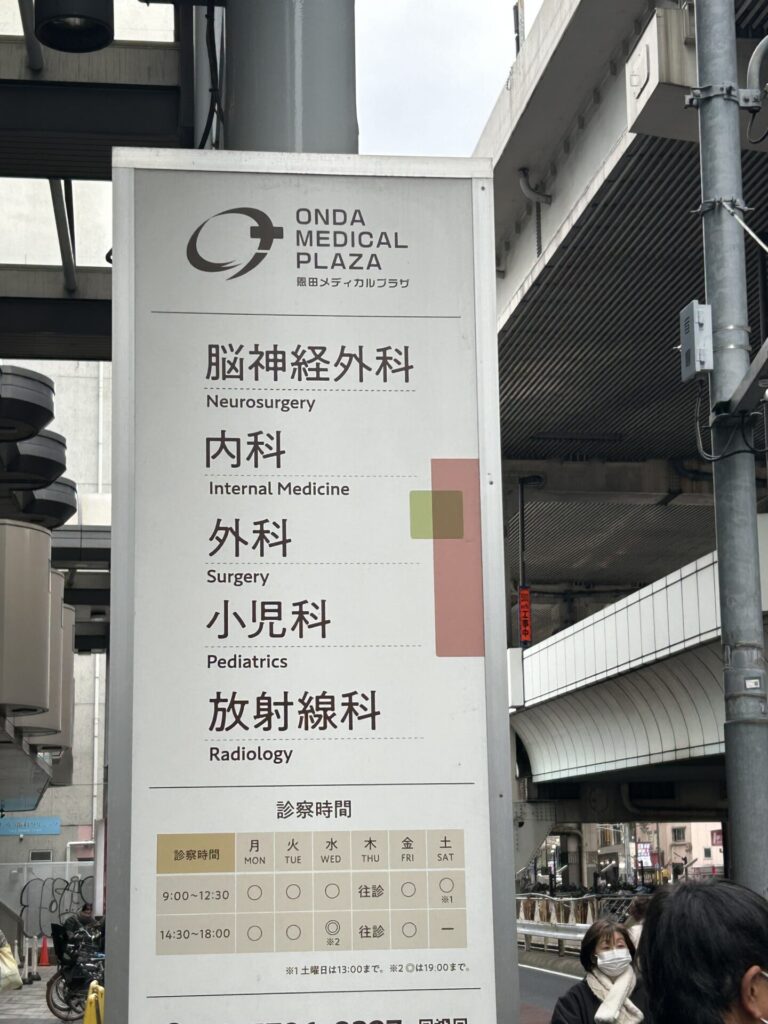 ONDA
MEDICAL
PLAZA
恩田メディカルプラザ
脳神経外科
Neurosurgery
内科
Internal Medicine
外科
Surgery
小児科
Pediatrics
放射線科
Radiology
診察時間
診察時間 月 MON 火 TUE 水 WED 木 THU 金 FRI 土 SAT
9:00~12:30 ○ ○ ○ 往診 ○ ○ ※1
14:30~18:00 ○ ○ ◎ ※2 往診 ○ ー
※1 土曜日は13:00まで。※2 ◎は19:00まで。
工事中